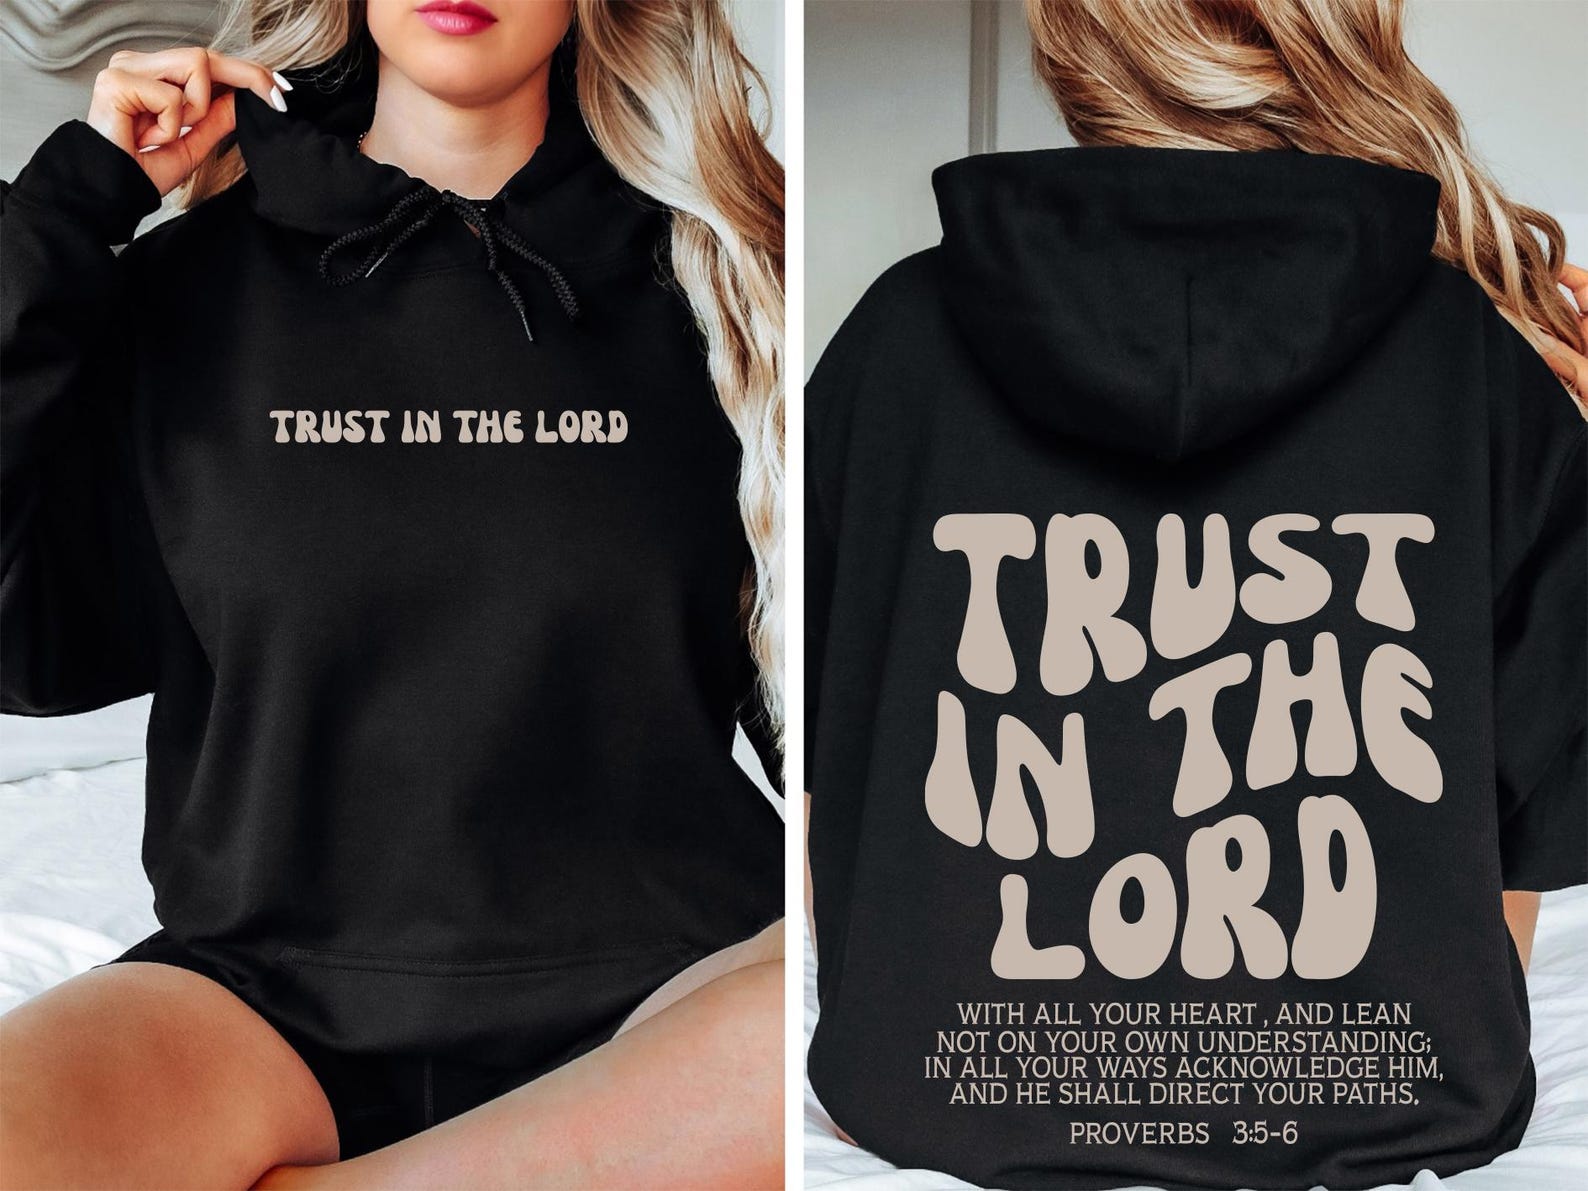 TRUST IN THE LORD
TRUST
IN THE
LORD
WITH ALL YOUR HEART , AND LEAN
NOT ON YOUR OWN UNDERSTANDING;
IN ALL YOUR WAYS ACKNOWLEDGE HIM,
AND HE SHALL DIRECT YOUR PATHS.
PROVERBS 3:5-6